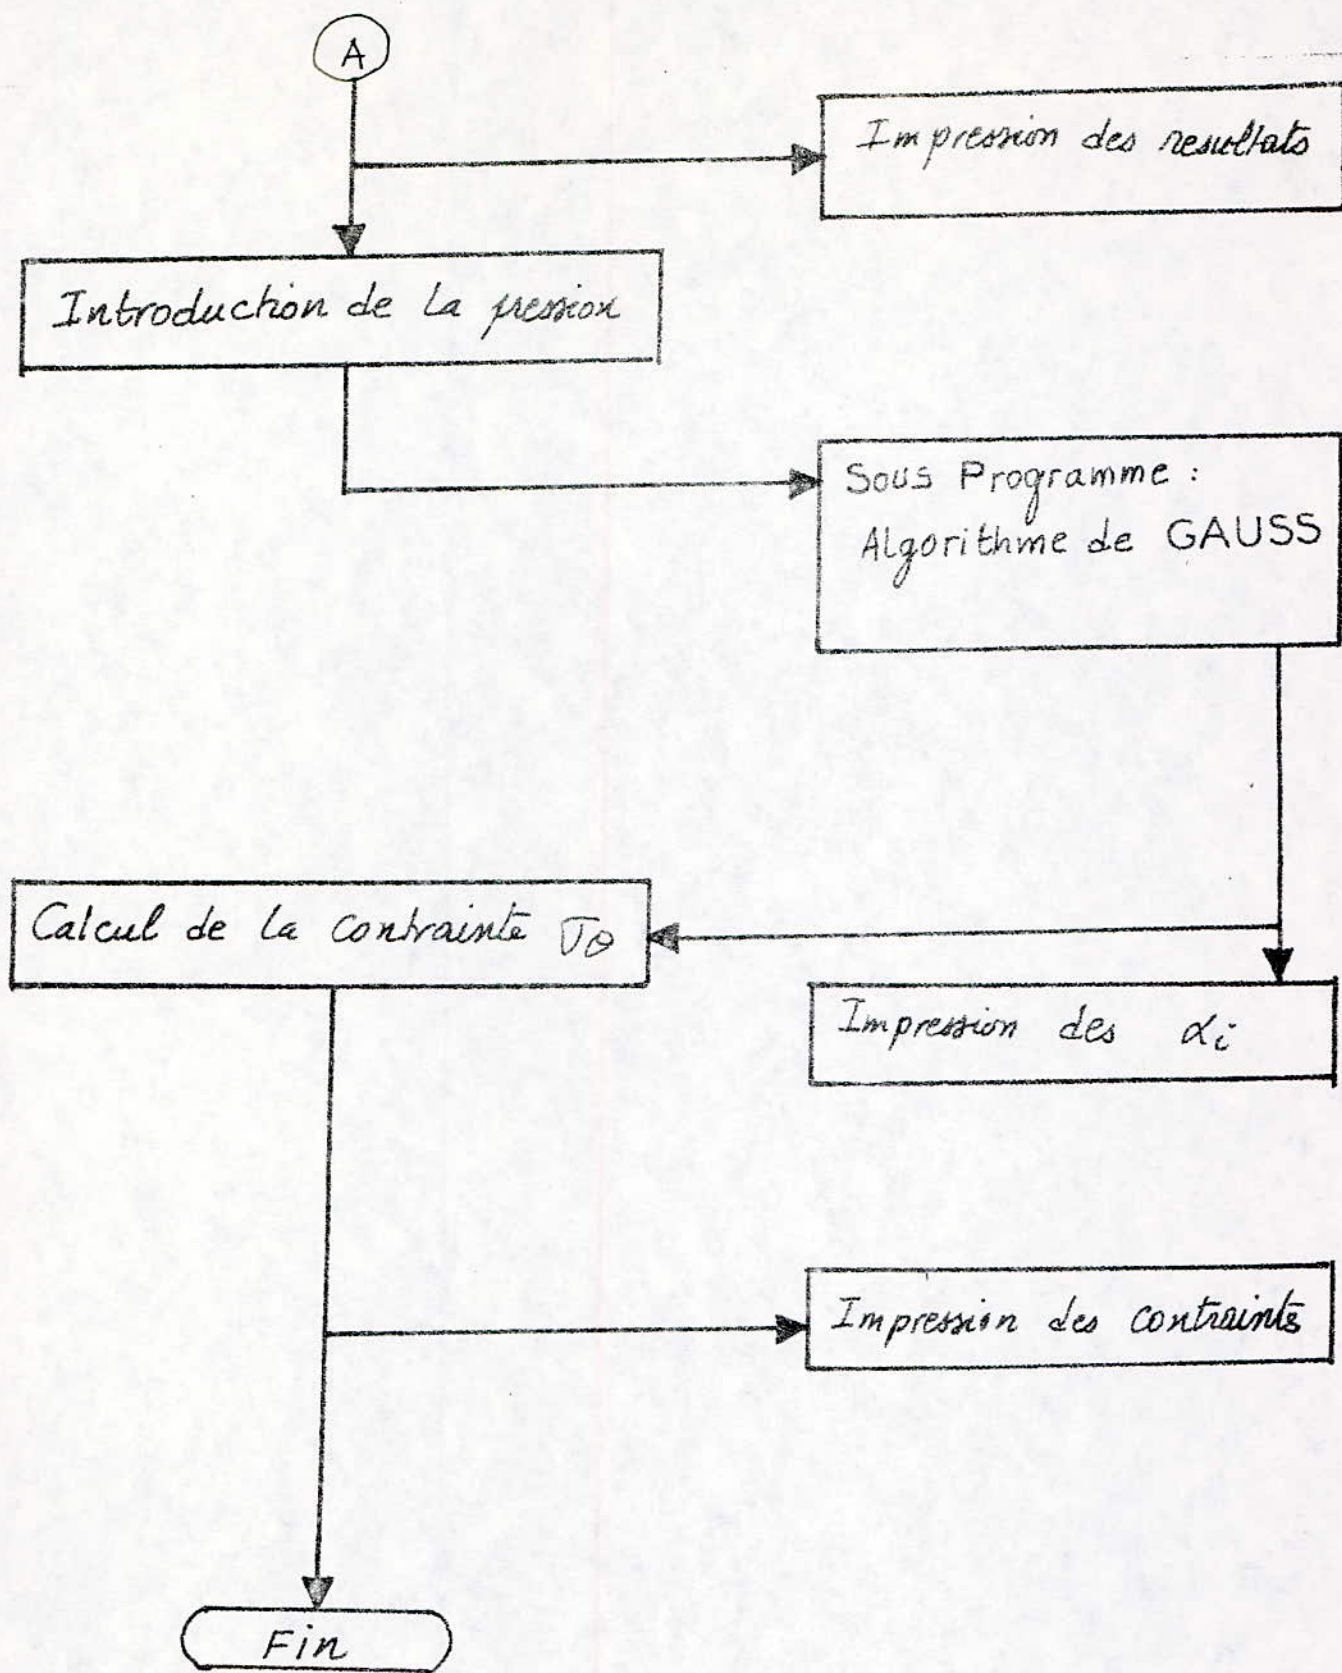 A
Impression des resultats
Introduction de la pression
Sous Programme :
Algorithme de GAUSS
Calcul de la contrainte σθ
Impression des αi
Impression des contraintes
Fin